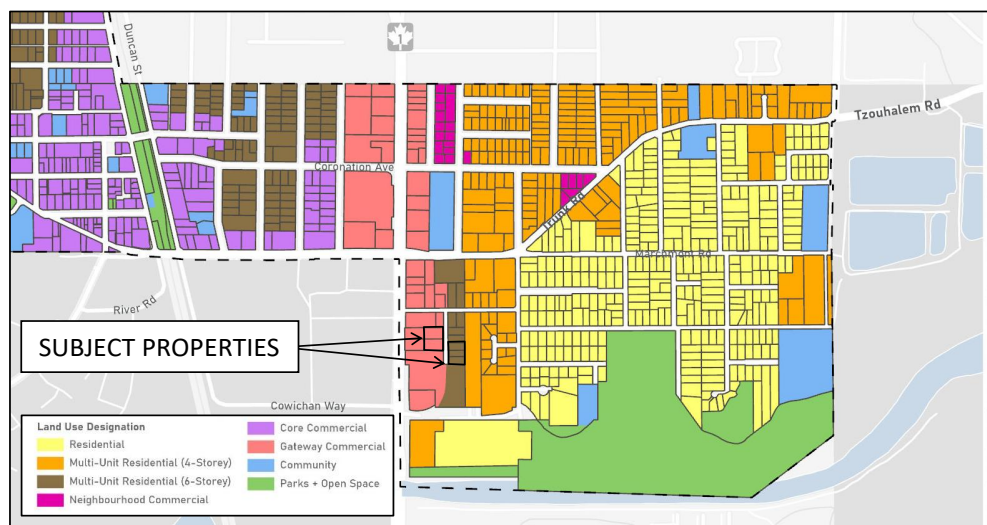 Duncan St
1
Tzouhalem Rd
Coronation Ave
Trunk Rd
Marchmont Rd
River Rd
SUBJECT PROPERTIES
Cowichan Way
Land Use Designation
Residential
Multi-Unit Residential (4-Storey)
Multi-Unit Residential (6-Storey)
Neighbourhood Commercial
Core Commercial
Gateway Commercial
Community
Parks + Open Space